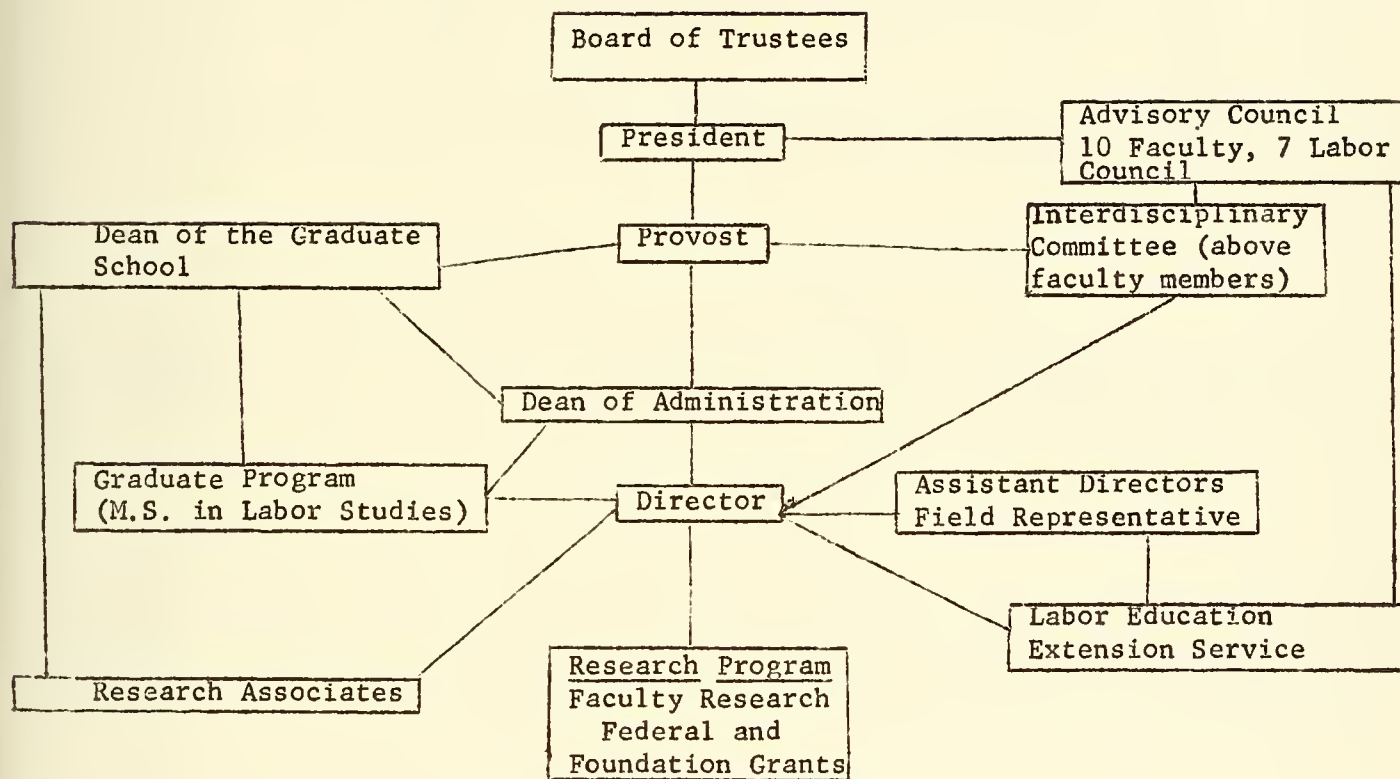 Board of Trustees
President
Advisory Council
10 Faculty, 7 Labor
Council
Dean of the Graduate
School
Provost
Interdisciplinary
Committee (above
faculty members)
Dean of Administration
Graduate Program
(M.S. in Labor Studies)
Director
Assistant Directors
Field Representative
Labor Education
Extension Service
Research Associates
Research Program
Faculty Research
Federal and
Foundation Grants